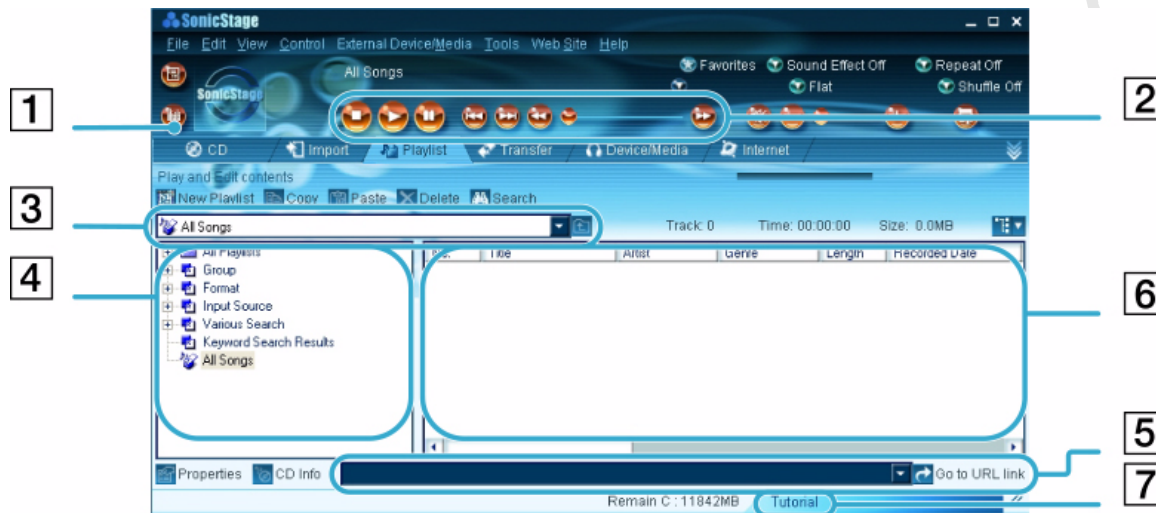 SonicStage
File Edit View Control External Device/Media Tools Web Site Help
All Songs
Favorites Sound Effect Off Repeat Off
Flat Shuffle Off
SonicStage
1
2
CD Import Playlist Transfer Device/Media Internet
Play and Edit contents
New Playlist Copy Paste Delete Search
3
All Songs Track: 0 Time: 00:00:00 Size: 0.0MB
All Playlists No. Title Artist Genre Length Recorded Date
4
Group
Format
6
Input Source
Various Search
Keyword Search Results
All Songs
5
Properties CD Info Go to URL link
7
Remain C : 11842MB Tutorial